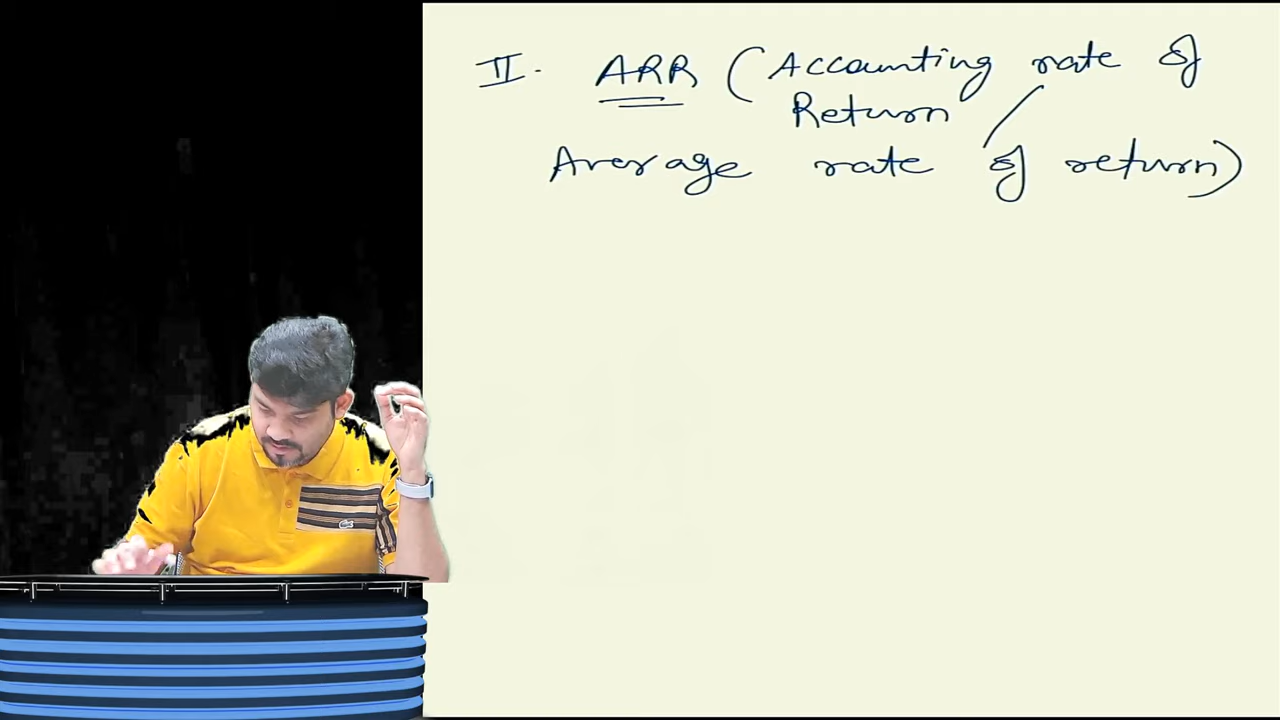 II. ARR (Accounting rate of
Return /
Average rate of return)